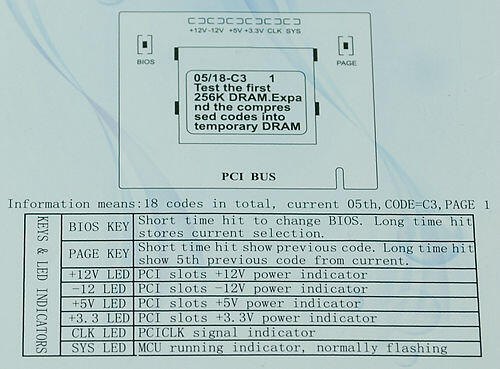 +12V -12V +5V +3.3V CLK SYS
BIOS
PAGE
05/18-C3 1
Test the first
256K DRAM.Expa
nd the compres
sed codes into
temporary DRAM
PCI BUS
Information means:18 codes in total, current 05th,CODE=C3,PAGE 1
KEYS & LED INDICATORS
BIOS KEY Short time hit to change BIOS. Long time hit
stores current selection.
PAGE KEY Short time hit show previous code. Long time hit
show 5th previous code from current.
+12V LED PCI slots +12V power indicator
-12 LED PCI slots -12V power indicator
+5V LED PCI slots +5V power indicator
+3.3 LED PCI slots +3.3V power indicator
CLK LED PCICLK signal indicator
SYS LED MCU running indicator, normally flashing